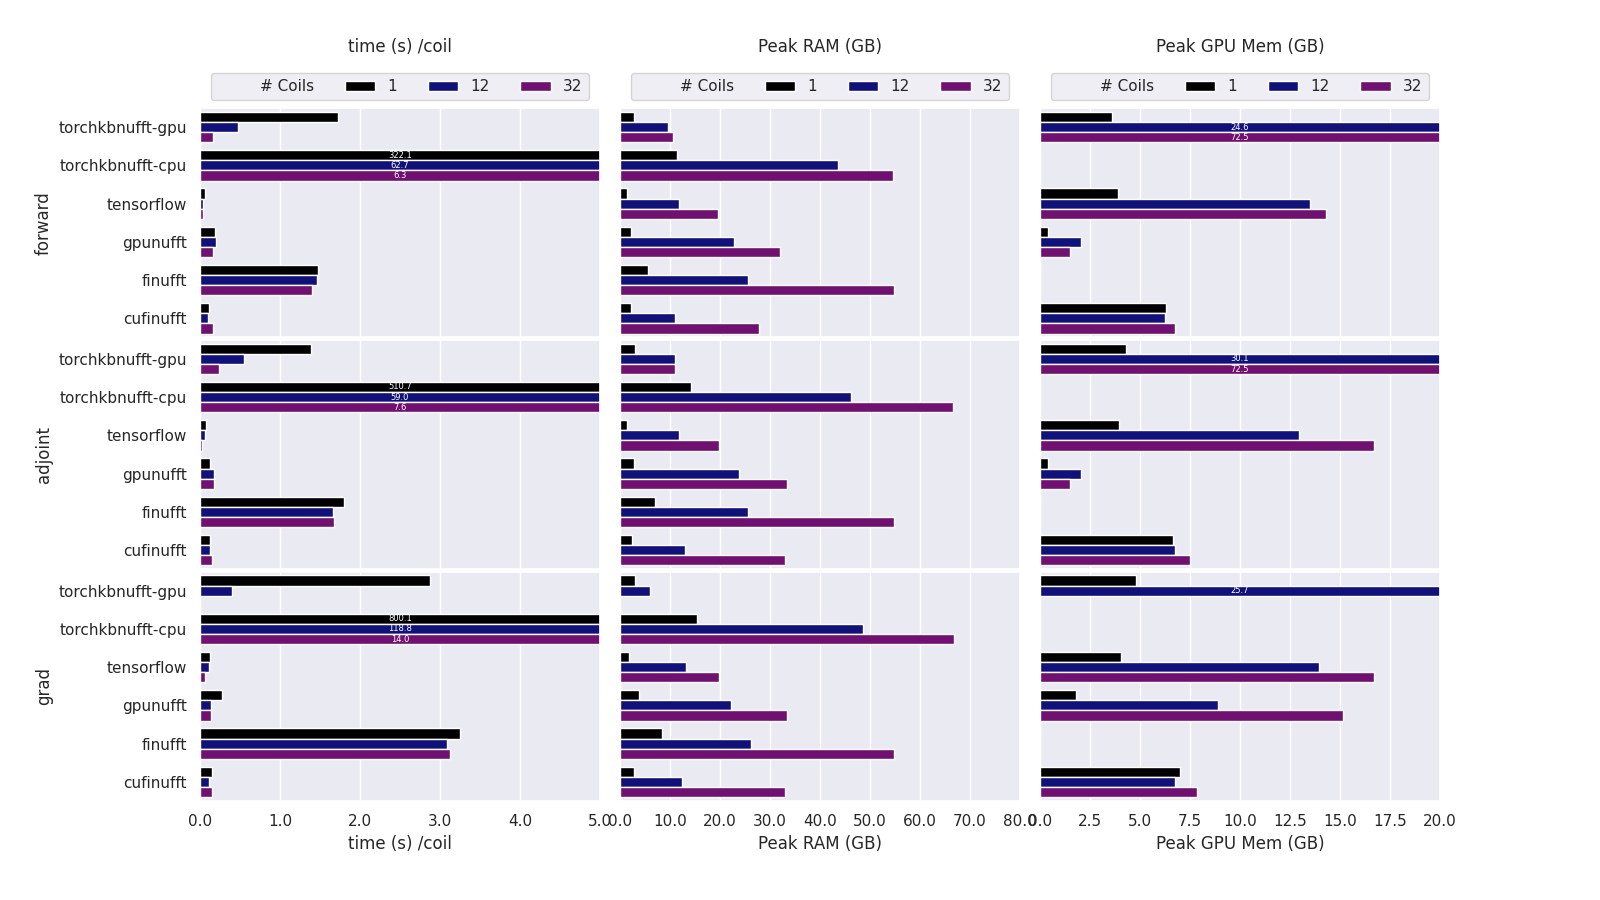 time (s) /coil
Peak RAM (GB)
Peak GPU Mem (GB)
# Coils 1 12 32
# Coils 1 12 32
# Coils 1 12 32
forward
torchkbnufft-gpu
24.6
72.5
torchkbnufft-cpu
322.1
62.7
6.3
tensorflow
gpunufft
finufft
cufinufft
adjoint
torchkbnufft-gpu
30.1
72.5
torchkbnufft-cpu
510.7
59.0
7.6
tensorflow
gpunufft
finufft
cufinufft
grad
torchkbnufft-gpu
25.7
torchkbnufft-cpu
800.1
118.8
14.0
tensorflow
gpunufft
finufft
cufinufft
0.0 1.0 2.0 3.0 4.0 5.0
0.0 10.0 20.0 30.0 40.0 50.0 60.0 70.0 80.0
0.0 2.5 5.0 7.5 10.0 12.5 15.0 17.5 20.0
time (s) /coil
Peak RAM (GB)
Peak GPU Mem (GB)